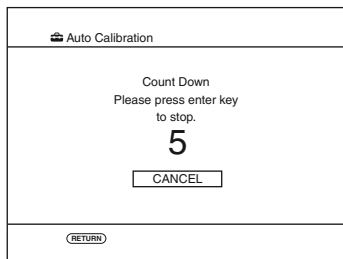 Auto Calibration
Count Down
Please press enter key
to stop.
5
CANCEL
RETURN